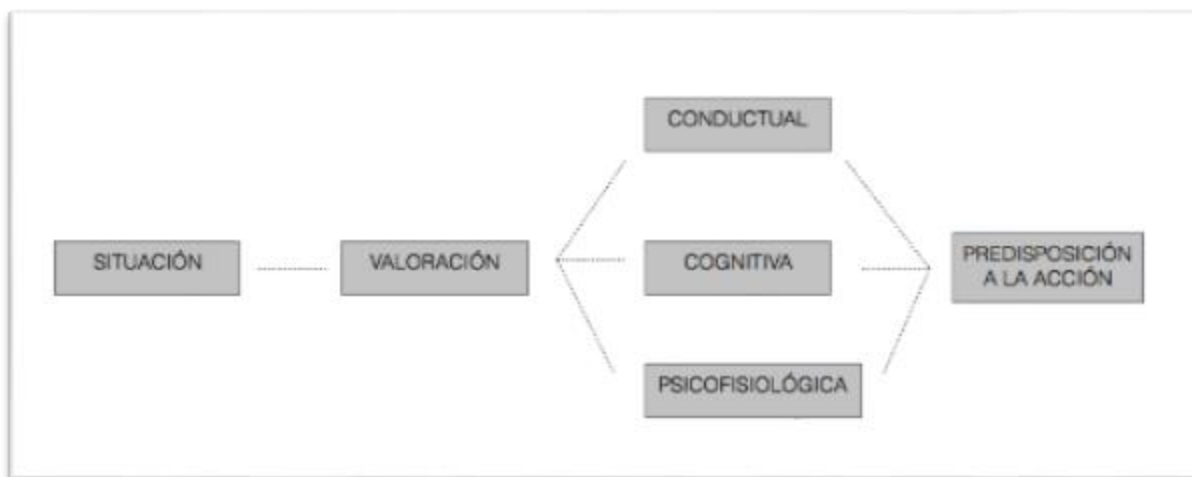 CONDUCTUAL
SITUACIÓN
VALORACIÓN
COGNITIVA
PREDISPOSICIÓN
A LA ACCIÓN
PSICOFISIOLÓGICA